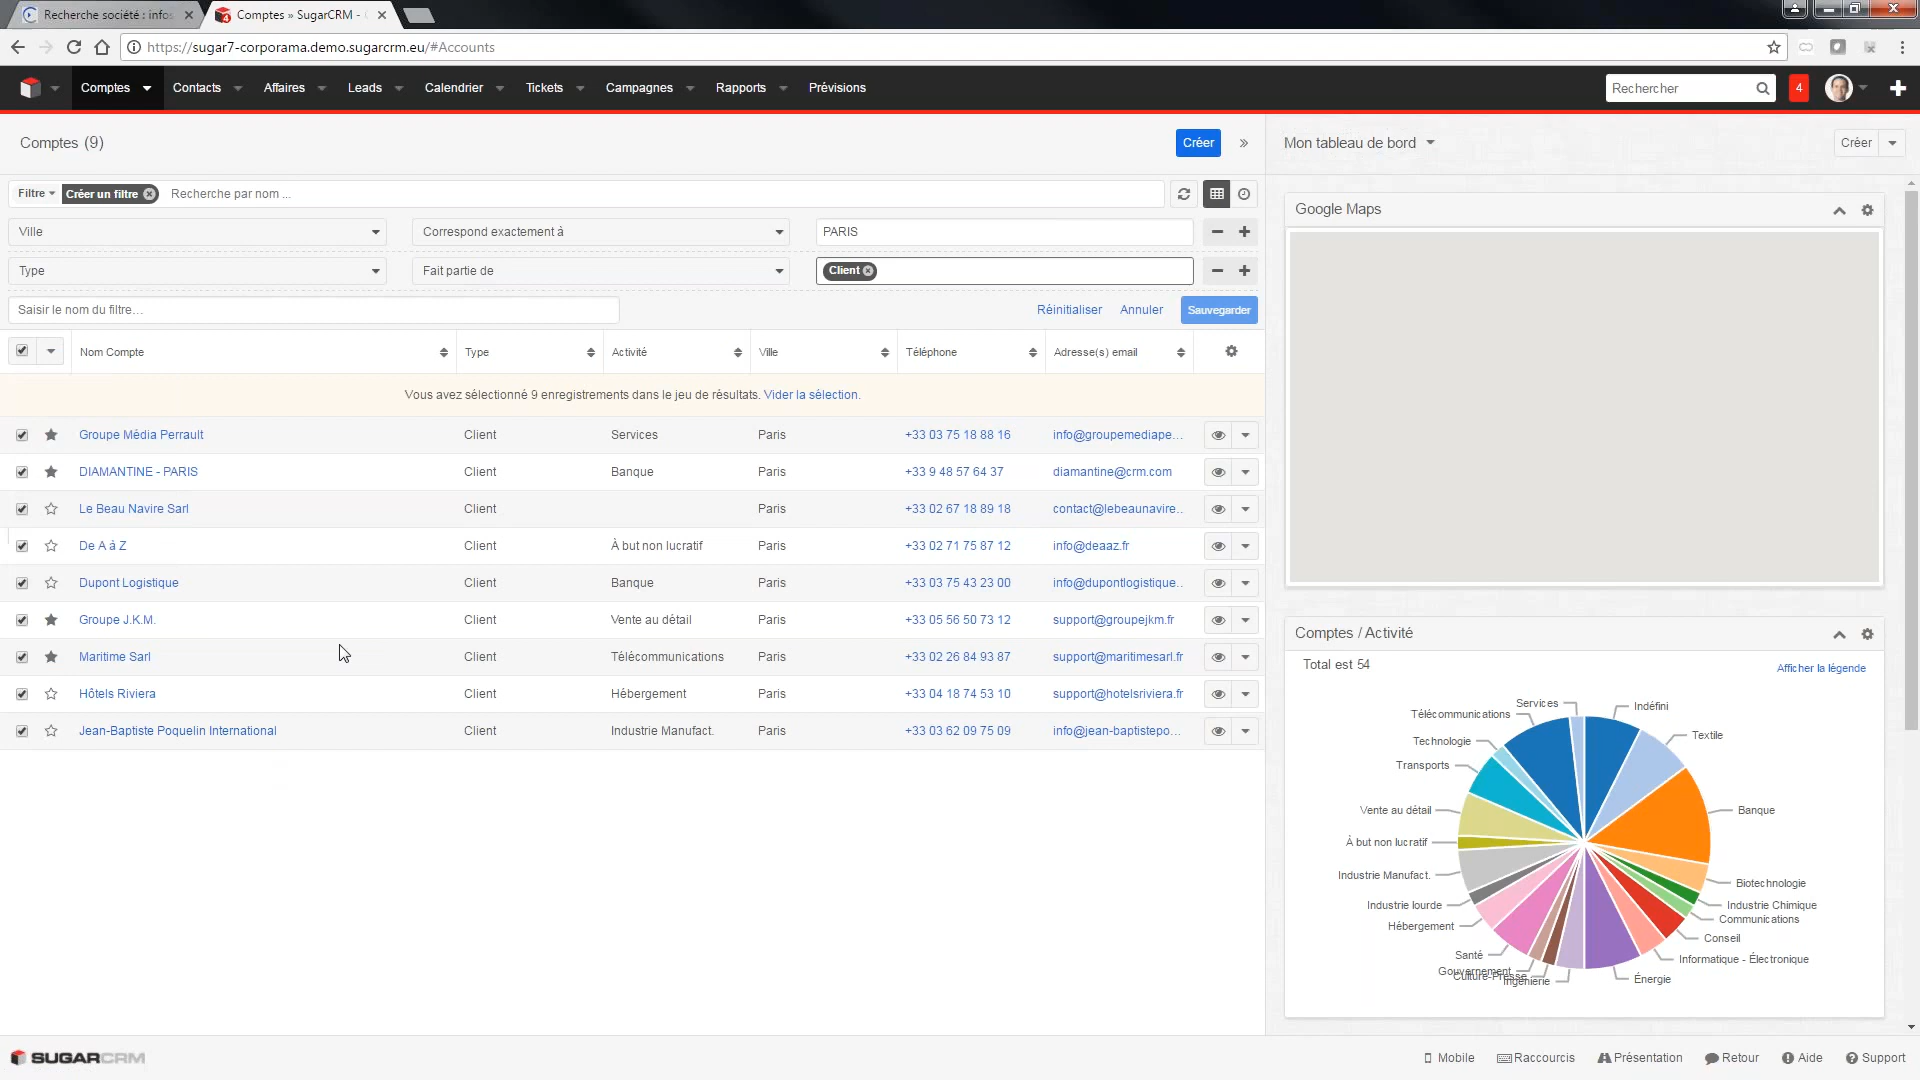 Recherche société : infos
Comptes » SugarCRM -
https://sugar7-corporama.demo.sugarcrm.eu/#Accounts
Comptes Contacts Affaires Leads Calendrier Tickets Campagnes Rapports Prévisions Rechercher 4
Comptes (9) Créer »
Filtre Créer un filtre Recherche par nom ...
Ville Correspond exactement à PARIS
Type Fait partie de Client
Saisir le nom du filtre… Réinitialiser Annuler Sauvegarder
Nom Compte Type Activité Ville Téléphone Adresse(s) email
Vous avez sélectionné 9 enregistrements dans le jeu de résultats. Vider la sélection.
Groupe Média Perrault Client Services Paris +33 03 75 18 88 16 info@groupemediape...
DIAMANTINE - PARIS Client Banque Paris +33 9 48 57 64 37 diamantine@crm.com
Le Beau Navire Sarl Client Paris +33 02 67 18 89 18 contact@lebeaunavire..
De A à Z Client À but non lucratif Paris +33 02 71 75 87 12 info@deaaz.fr
Dupont Logistique Client Banque Paris +33 03 75 43 23 00 info@dupontlogistique..
Groupe J.K.M. Client Vente au détail Paris +33 05 56 50 73 12 support@groupejkm.fr
Maritime Sarl Client Télécommunications Paris +33 02 26 84 93 87 support@maritimesarl.fr
Hôtels Riviera Client Hébergement Paris +33 04 18 74 53 10 support@hotelsriviera.fr
Jean-Baptiste Poquelin International Client Industrie Manufact. Paris +33 03 62 09 75 09 info@jean-baptistepo...
Mon tableau de bord Créer
Google Maps
Comptes / Activité
Total est 54 Afficher la légende
Services
Indéfini
Télécommunications
Textile
Technologie
Transports
Vente au détail
Banque
À but non lucratif
Industrie Manufact.
Biotechnologie
Industrie lourde
Industrie Chimique
Communications
Hébergement
Conseil
Santé
Informatique - Électronique
Gouvernement
Culture-Presse
Ingénierie
Énergie
SUGARCRM Mobile Raccourcis Présentation Retour Aide Support